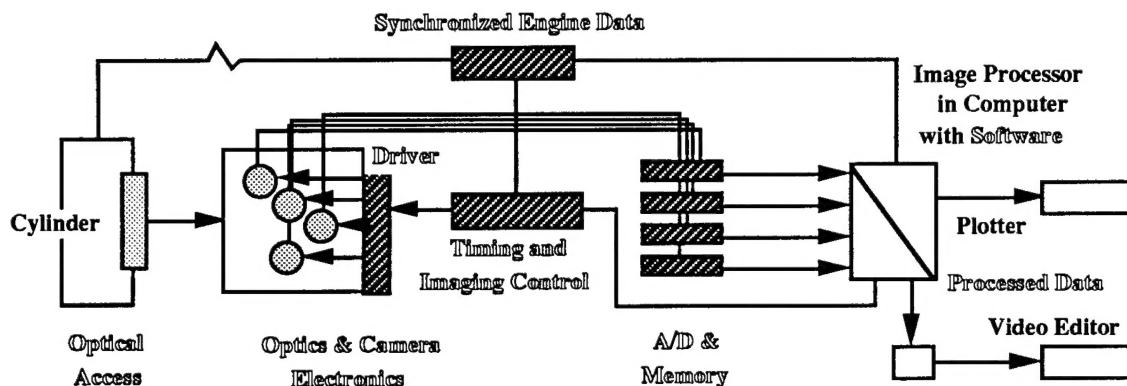 Synchronized Engine Data
Image Processor
in Computer
with Software
Driver
Cylinder
Plotter
Timing and
Imaging Control
Processed Data
Video Editor
Optical
Access
Optics & Camera
Electronics
A/D &
Memory